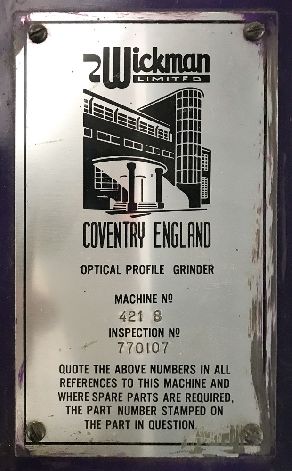 Wickman
LIMITED
COVENTRY ENGLAND
OPTICAL PROFILE GRINDER
MACHINE Nº
421 8
INSPECTION Nº
770107
QUOTE THE ABOVE NUMBERS IN ALL
REFERENCES TO THIS MACHINE AND
WHERE SPARE PARTS ARE REQUIRED,
THE PART NUMBER STAMPED ON
THE PART IN QUESTION.